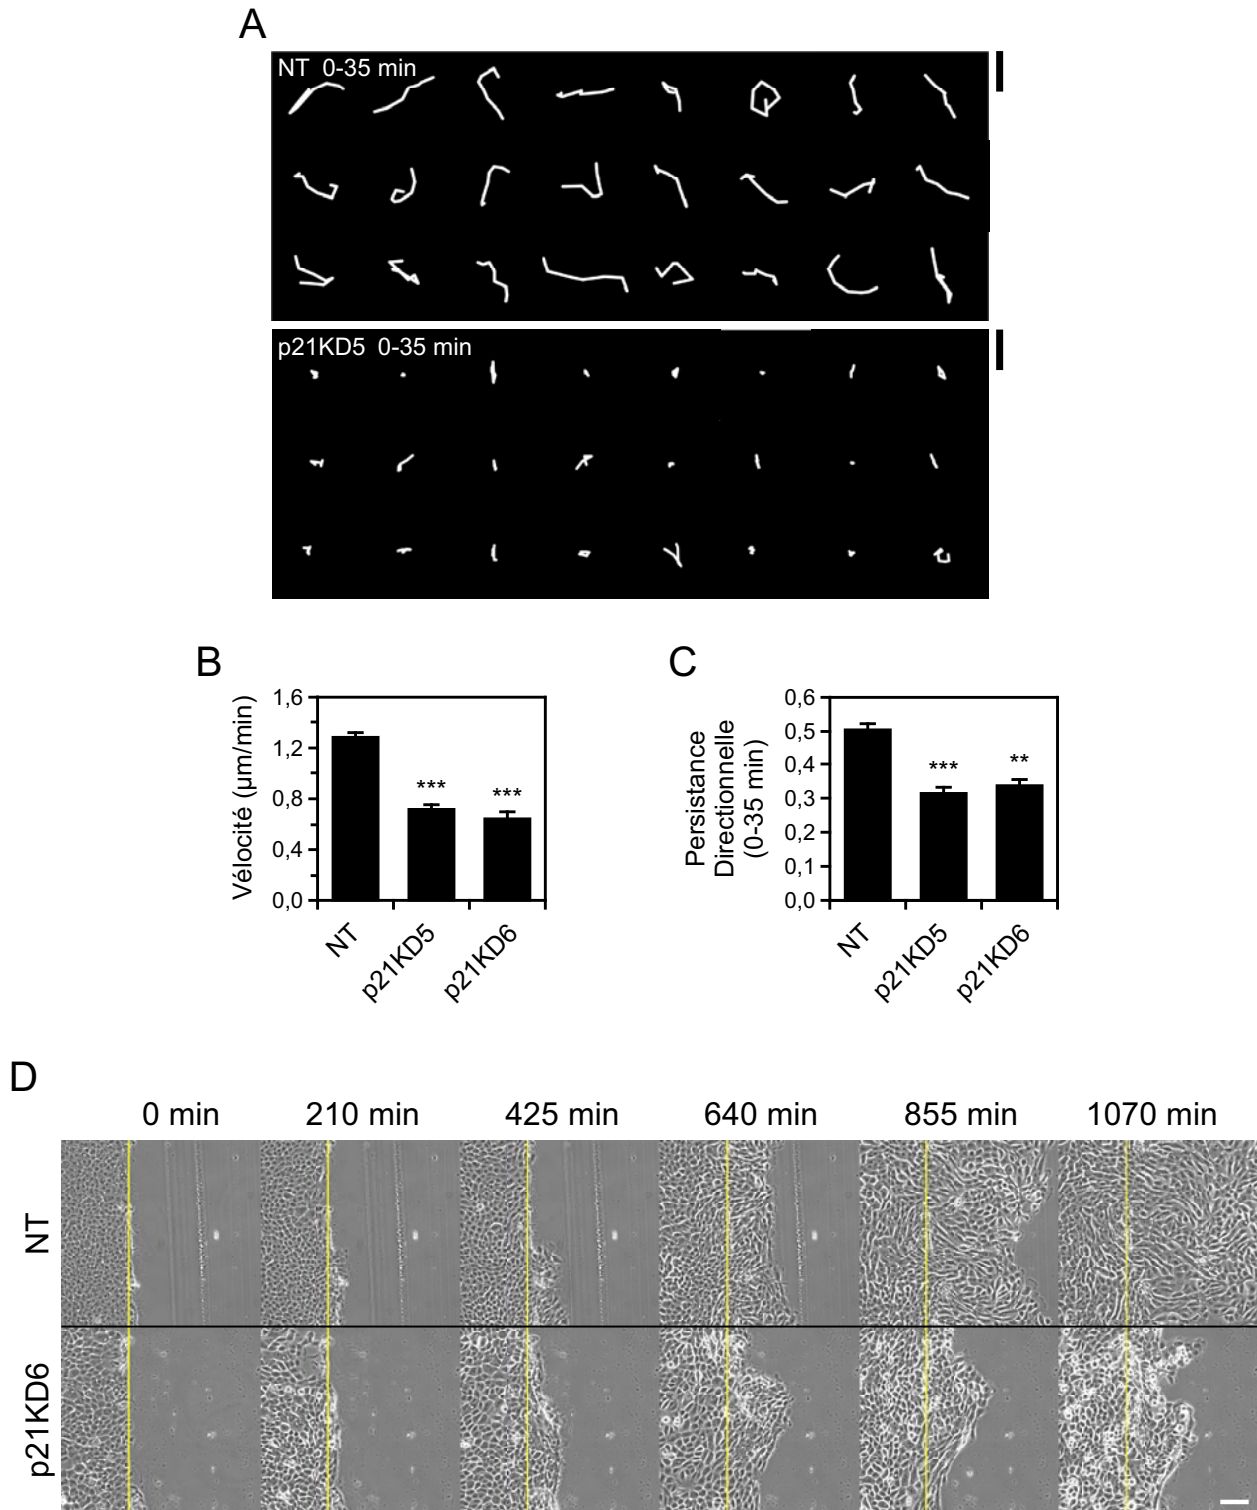 A
NT 0-35 min
p21KD5 0-35 min
B
Vélocité (µm/min)
1,6
1,2
0,8
0,4
0,0
***
***
NT
p21KD5
p21KD6
C
Persistance
Directionnelle
(0-35 min)
0,6
0,5
0,4
0,3
0,2
0,1
0,0
***
**
NT
p21KD5
p21KD6
D
0 min 210 min 425 min 640 min 855 min 1070 min
NT
p21KD6